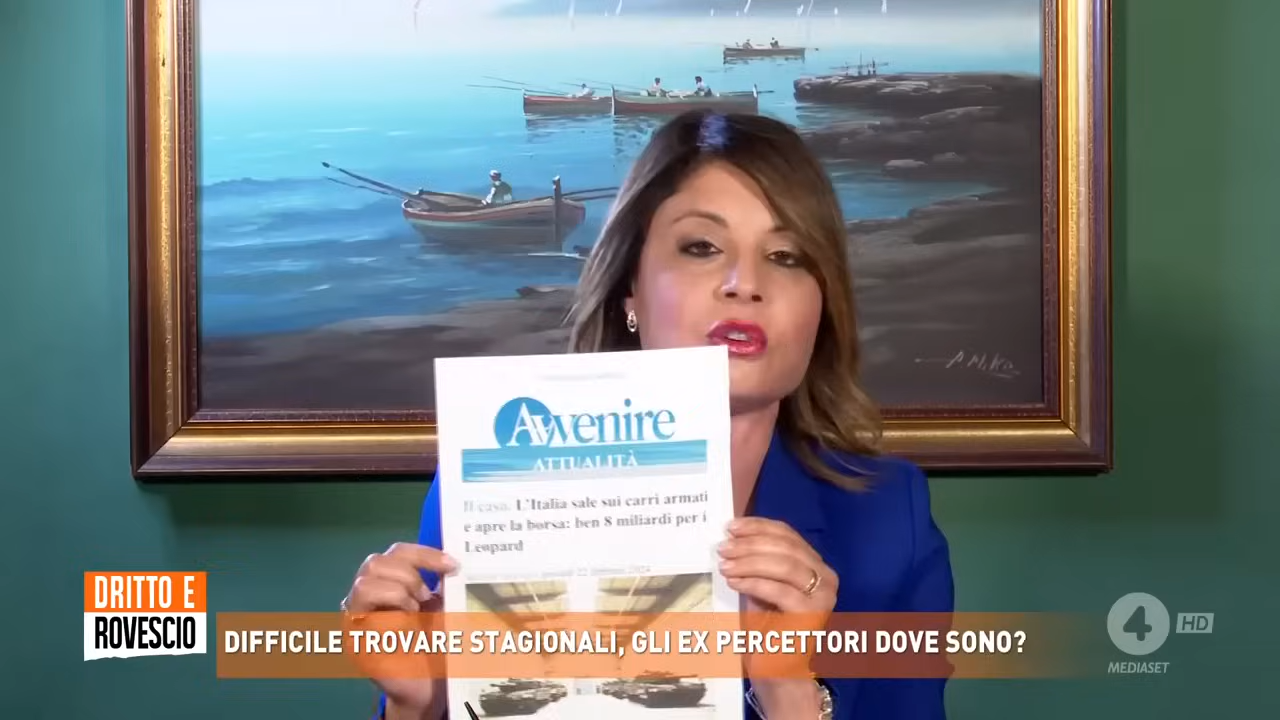 Avvenire
ATTUALITÀ
Il caso. L'Italia sale sui carri armati
e apre la borsa: ben 8 miliardi per i
Leopard
DRITTO E
ROVESCIO
DIFFICILE TROVARE STAGIONALI, GLI EX PERCETTORI DOVE SONO?
4 HD
MEDIASET